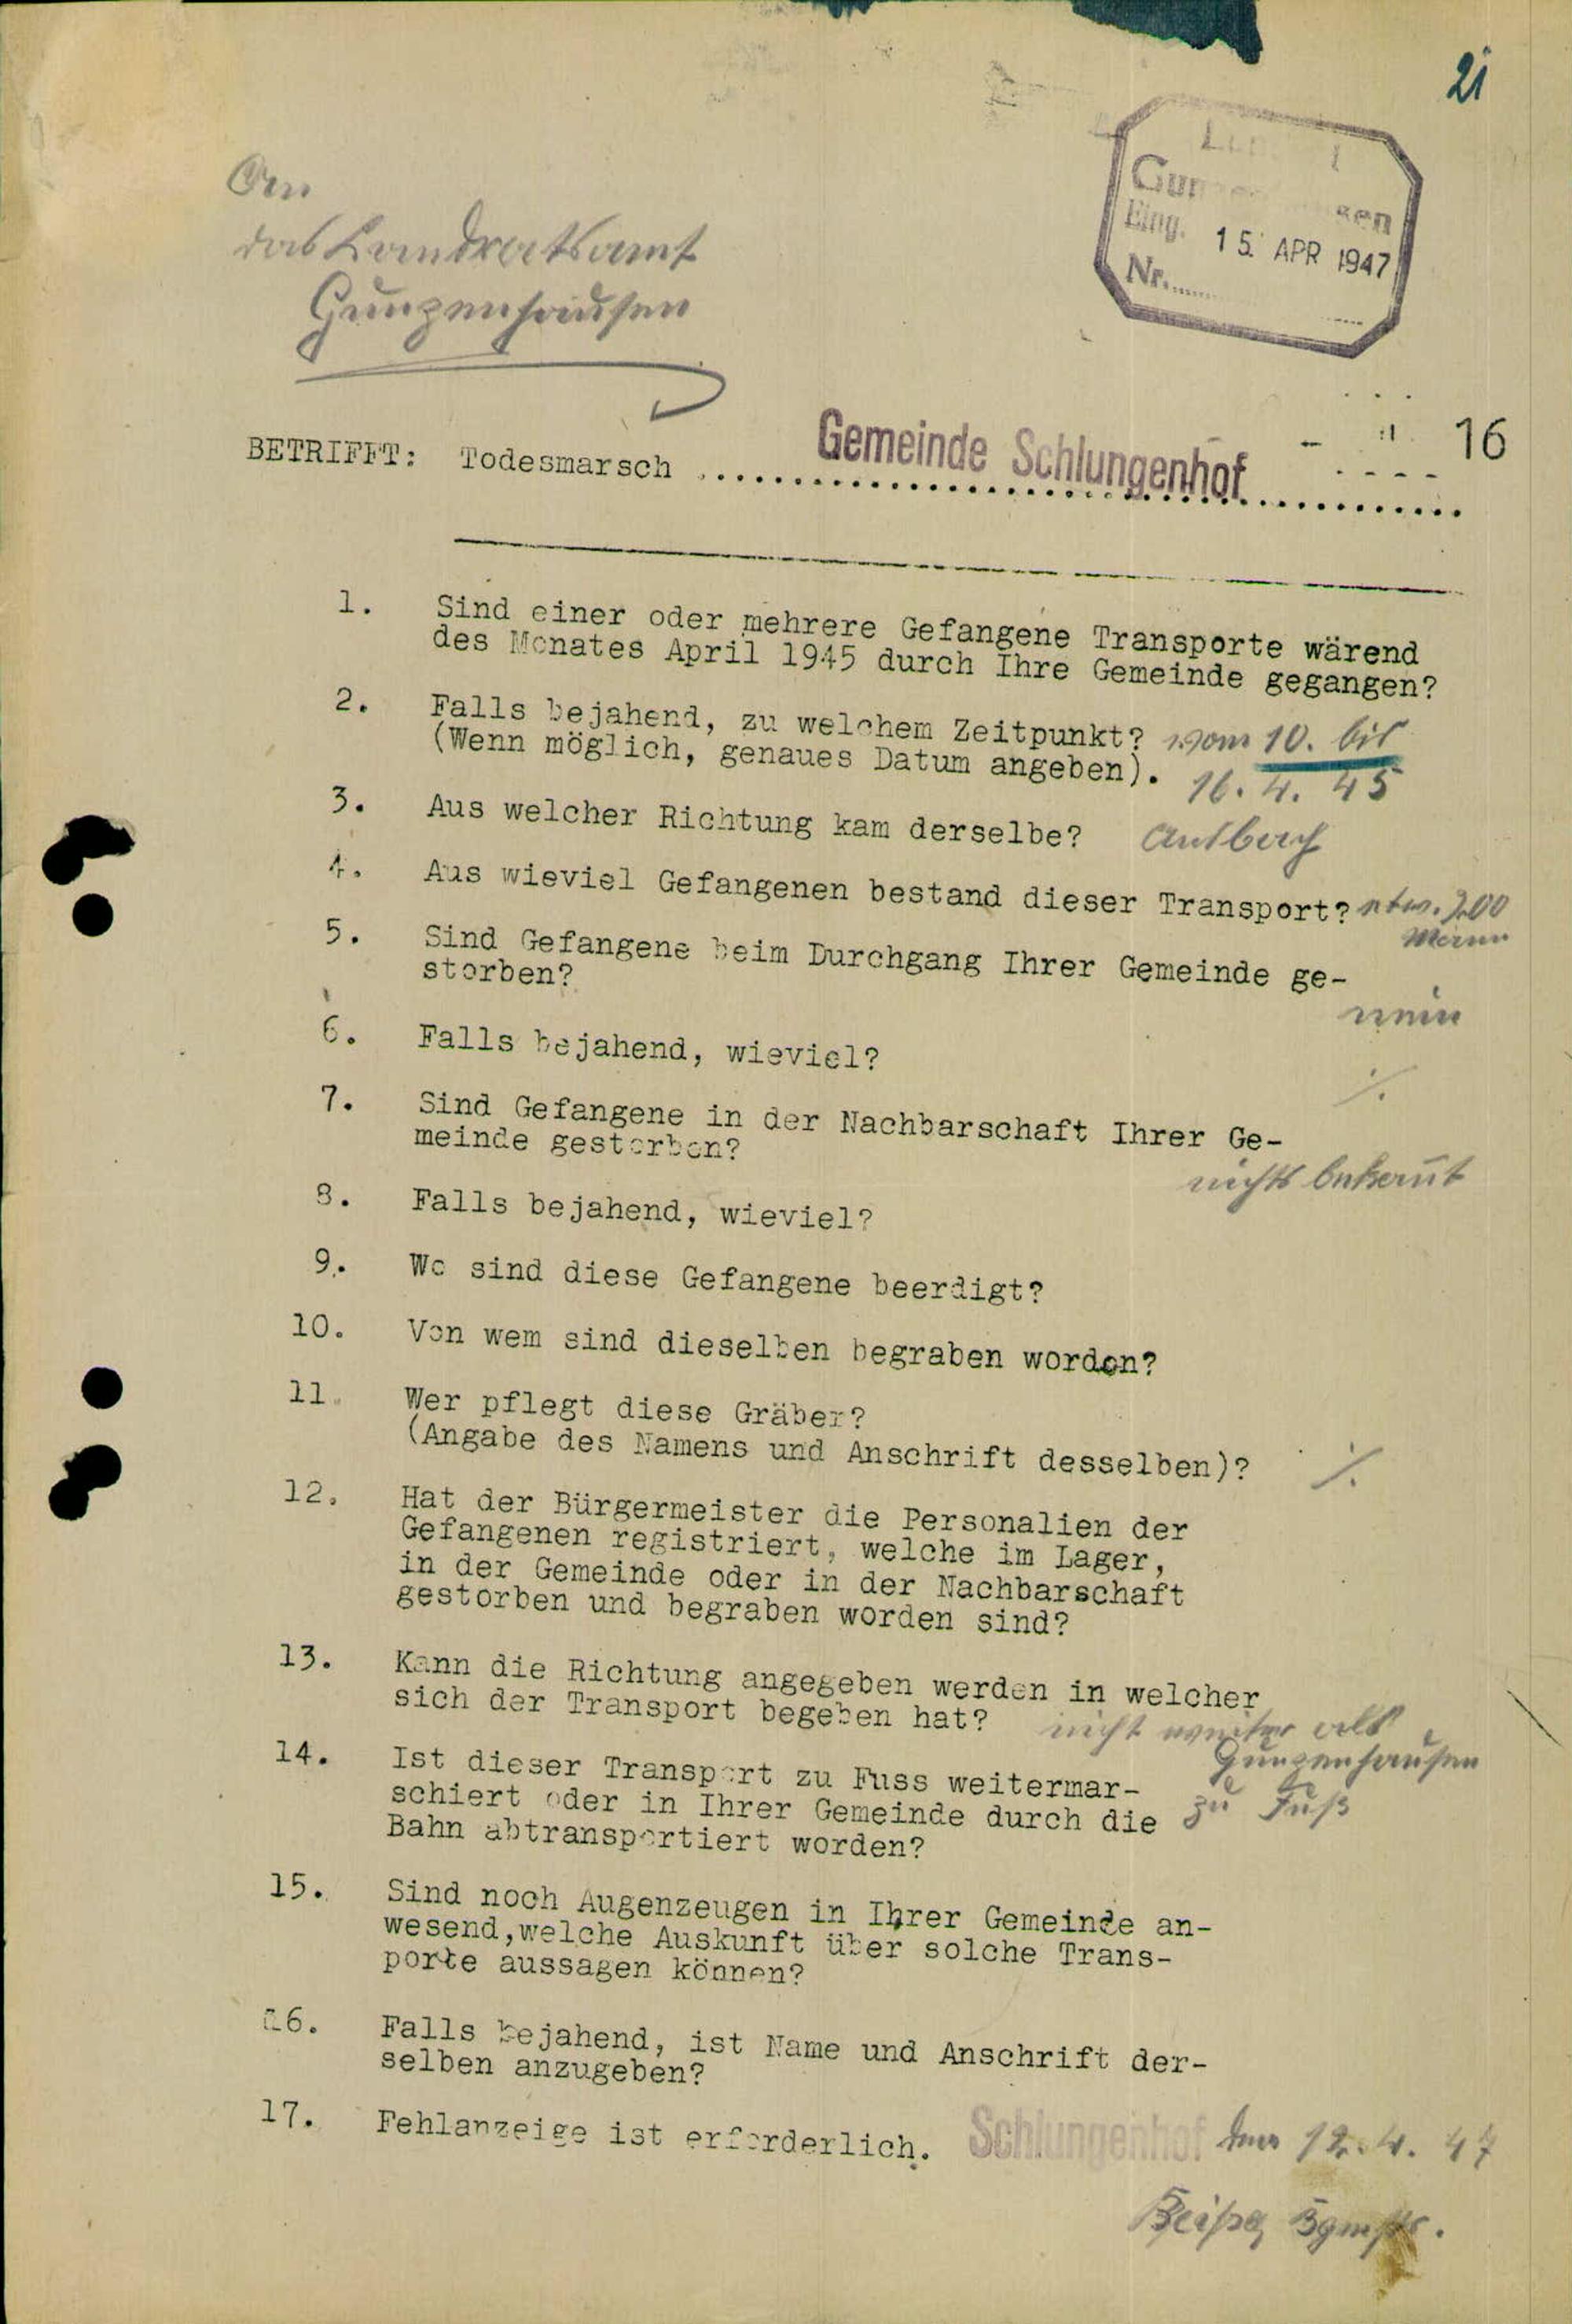 21
An
das Landratsamt
Gunzenhausen
Eing. 15. APR 1947
Nr.
BETRIFFT: Todesmarsch Gemeinde Schlungenhof 16
1. Sind einer oder mehrere Gefangene Transporte wärend
des Monates April 1945 durch Ihre Gemeinde gegangen?
2. Falls bejahend, zu welchem Zeitpunkt? vom 10. bis
(Wenn möglich, genaues Datum angeben). 16. 4. 45
3. Aus welcher Richtung kam derselbe?
4. Aus wieviel Gefangenen bestand dieser Transport? etw. 200
Mann
5. Sind Gefangene beim Durchgang Ihrer Gemeinde ge-
storben?
nein
6. Falls bejahend, wieviel?
./.
7. Sind Gefangene in der Nachbarschaft Ihrer Ge-
meinde gestorben?
nichts bekannt
8. Falls bejahend, wieviel?
9. Wo sind diese Gefangene beerdigt?
10. Von wem sind dieselben begraben worden?
11. Wer pflegt diese Gräber?
(Angabe des Namens und Anschrift desselben)? ./.
12. Hat der Bürgermeister die Personalien der
Gefangenen registriert, welche im Lager,
in der Gemeinde oder in der Nachbarschaft
gestorben und begraben worden sind?
13. Kann die Richtung angegeben werden in welcher
sich der Transport begeben hat? nicht weiter als
Gunzenhausen
14. Ist dieser Transport zu Fuss weitermar-
schiert oder in Ihrer Gemeinde durch die zu Fuß
Bahn abtransportiert worden?
15. Sind noch Augenzeugen in Ihrer Gemeinde an-
wesend,welche Auskunft über solche Trans-
porte aussagen können?
16. Falls bejahend, ist Name und Anschrift der-
selben anzugeben?
17. Fehlanzeige ist erforderlich. Schlungenhof den 12. 4. 47
Bgmstr.